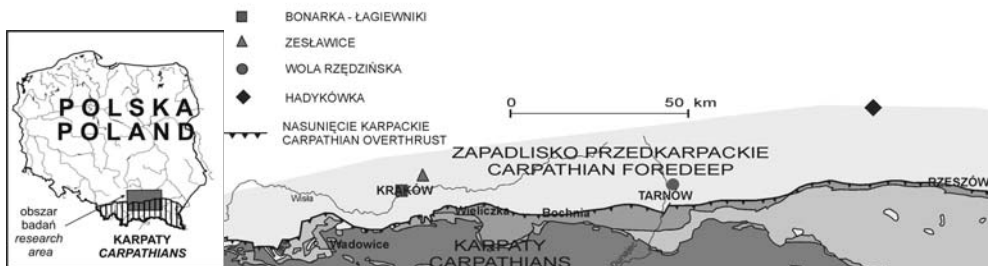 POLSKA
POLAND
obszar
badań
research
area
KARPATY
CARPATHIANS
BONARKA - ŁAGIEWNIKI
ZESŁAWICE
WOLA RZĘDZIŃSKA
HADYKÓWKA
NASUNIĘCIE KARPACKIE
CARPATHIAN OVERTHRUST
0 50 km
ZAPADLISKO PRZEDKARPACKIE
CARPATHIAN FOREDEEP
KRAKÓW
TARNÓW
RZESZÓW
Wisła
Wieliczka
Bochnia
Wadowice
KARPATY
CARPATHIANS